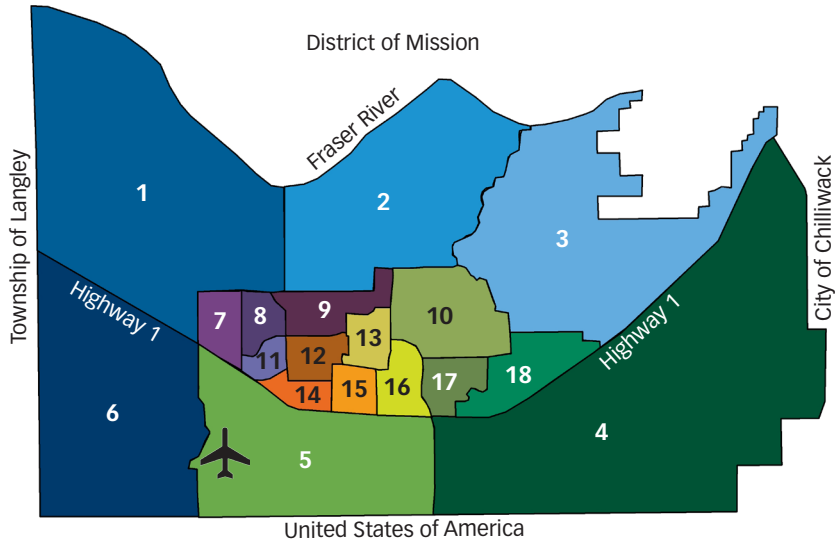 District of Mission
Fraser River
Township of Langley
City of Chilliwack
1
2
3
Highway 1
7
8
9
10
13
11
12
17
18
Highway 1
14
15
16
6
4
5
United States of America